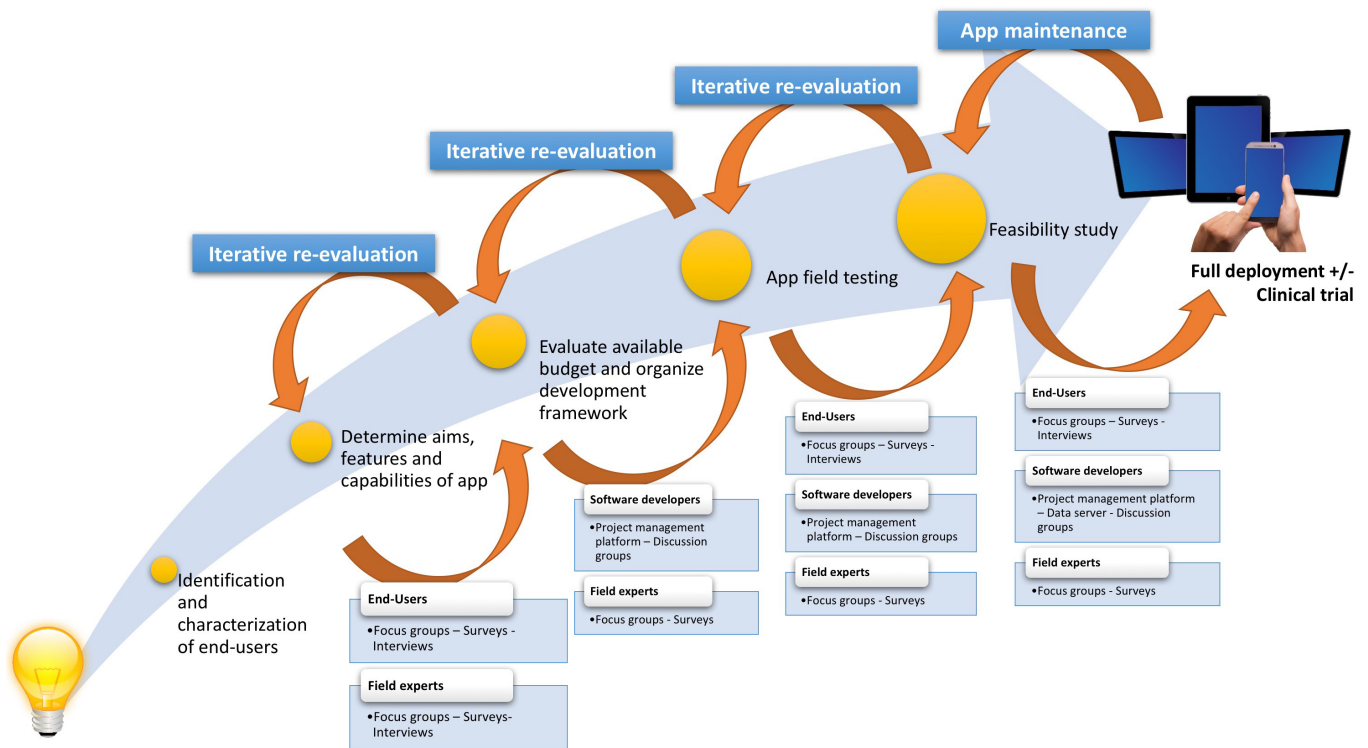 App maintenance
Iterative re-evaluation
Iterative re-evaluation
Iterative re-evaluation
Feasibility study
App field testing
Full deployment +/-
Clinical trial
Evaluate available
budget and organize
development
framework
Determine aims,
features and
capabilities of app
Identification
and
characterization
of end-users
End-Users
•Focus groups – Surveys -
Interviews
Field experts
•Focus groups – Surveys-
Interviews
Software developers
•Project management
platform – Discussion
groups
Field experts
•Focus groups - Surveys
End-Users
•Focus groups – Surveys -
Interviews
Software developers
•Project management
platform – Discussion groups
Field experts
•Focus groups - Surveys
End-Users
•Focus groups – Surveys -
Interviews
Software developers
•Project management platform
– Data server - Discussion
groups
Field experts
•Focus groups - Surveys